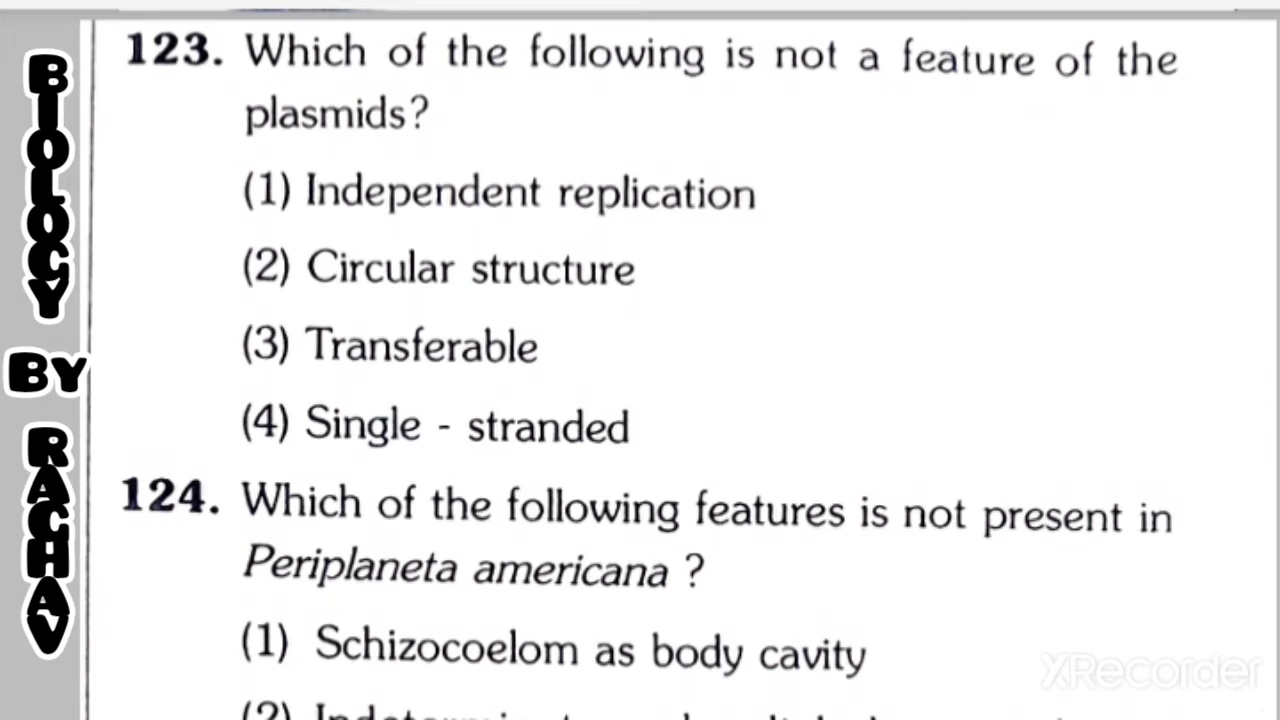 BIOLOGY
BY
RAGHAV
123. Which of the following is not a feature of the
plasmids?
(1) Independent replication
(2) Circular structure
(3) Transferable
(4) Single - stranded
124. Which of the following features is not present in
Periplaneta americana ?
(1) Schizocoelom as body cavity
(2)
XRecorder